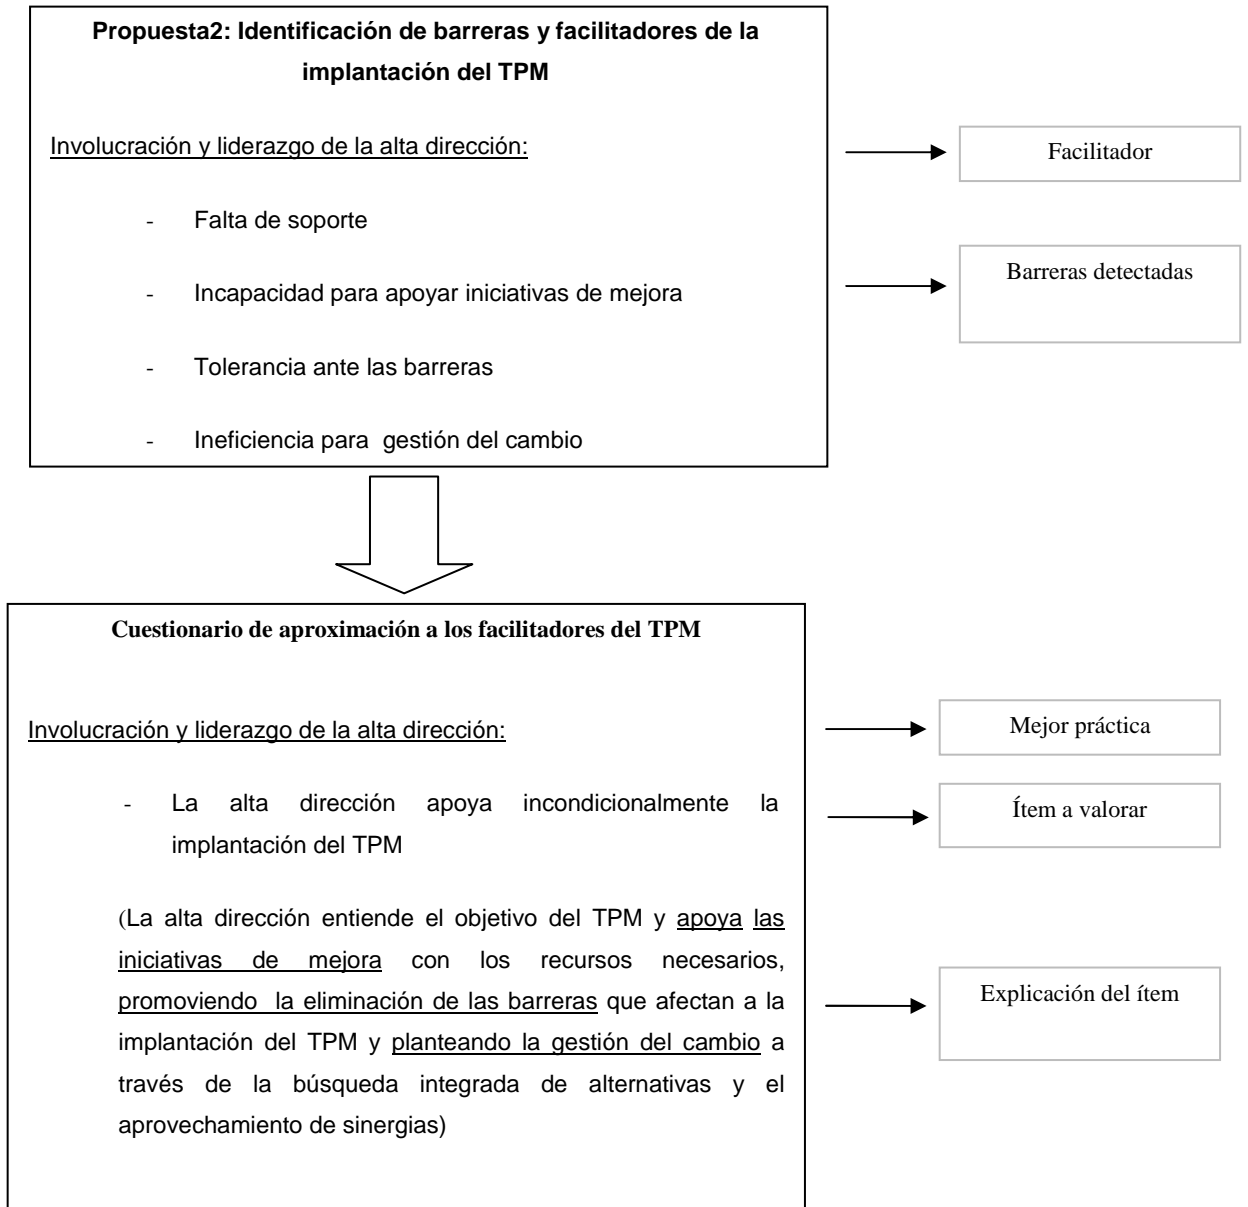 Propuesta2: Identificación de barreras y facilitadores de la
implantación del TPM
Involucración y liderazgo de la alta dirección:
Facilitador
- Falta de soporte
Barreras detectadas
- Incapacidad para apoyar iniciativas de mejora
- Tolerancia ante las barreras
- Ineficiencia para gestión del cambio
Cuestionario de aproximación a los facilitadores del TPM
Involucración y liderazgo de la alta dirección:
Mejor práctica
- La alta dirección apoya incondicionalmente la
implantación del TPM
Ítem a valorar
(La alta dirección entiende el objetivo del TPM y apoya las
iniciativas de mejora con los recursos necesarios,
promoviendo la eliminación de las barreras que afectan a la
implantación del TPM y planteando la gestión del cambio a
través de la búsqueda integrada de alternativas y el
aprovechamiento de sinergias)
Explicación del ítem